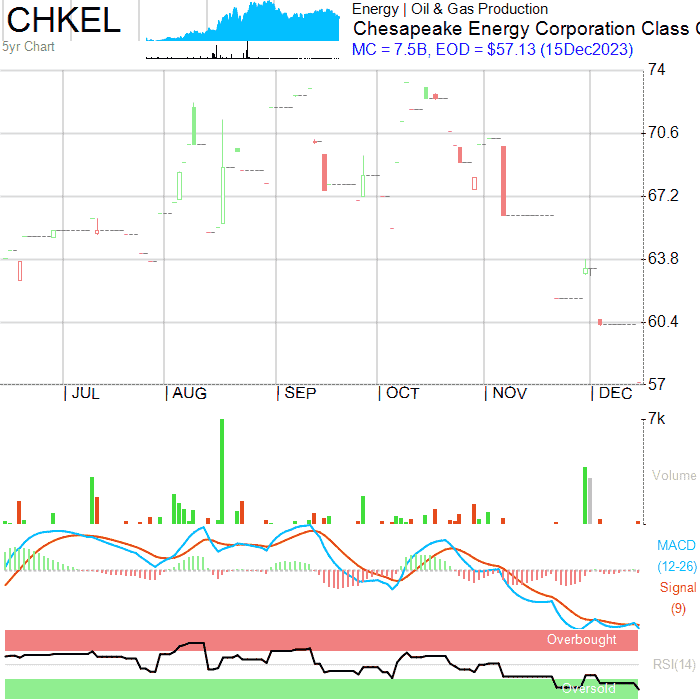 CHKEL
5yr Chart
Energy | Oil & Gas Production
Chesapeake Energy Corporation Class
MC = 7.5B, EOD = $57.13 (15Dec2023)
74
70.6
67.2
63.8
60.4
57
JUL
AUG
SEP
OCT
NOV
DEC
7k
Volume
MACD
(12-26)
Signal
(9)
Overbought
RSI(14)
Oversold